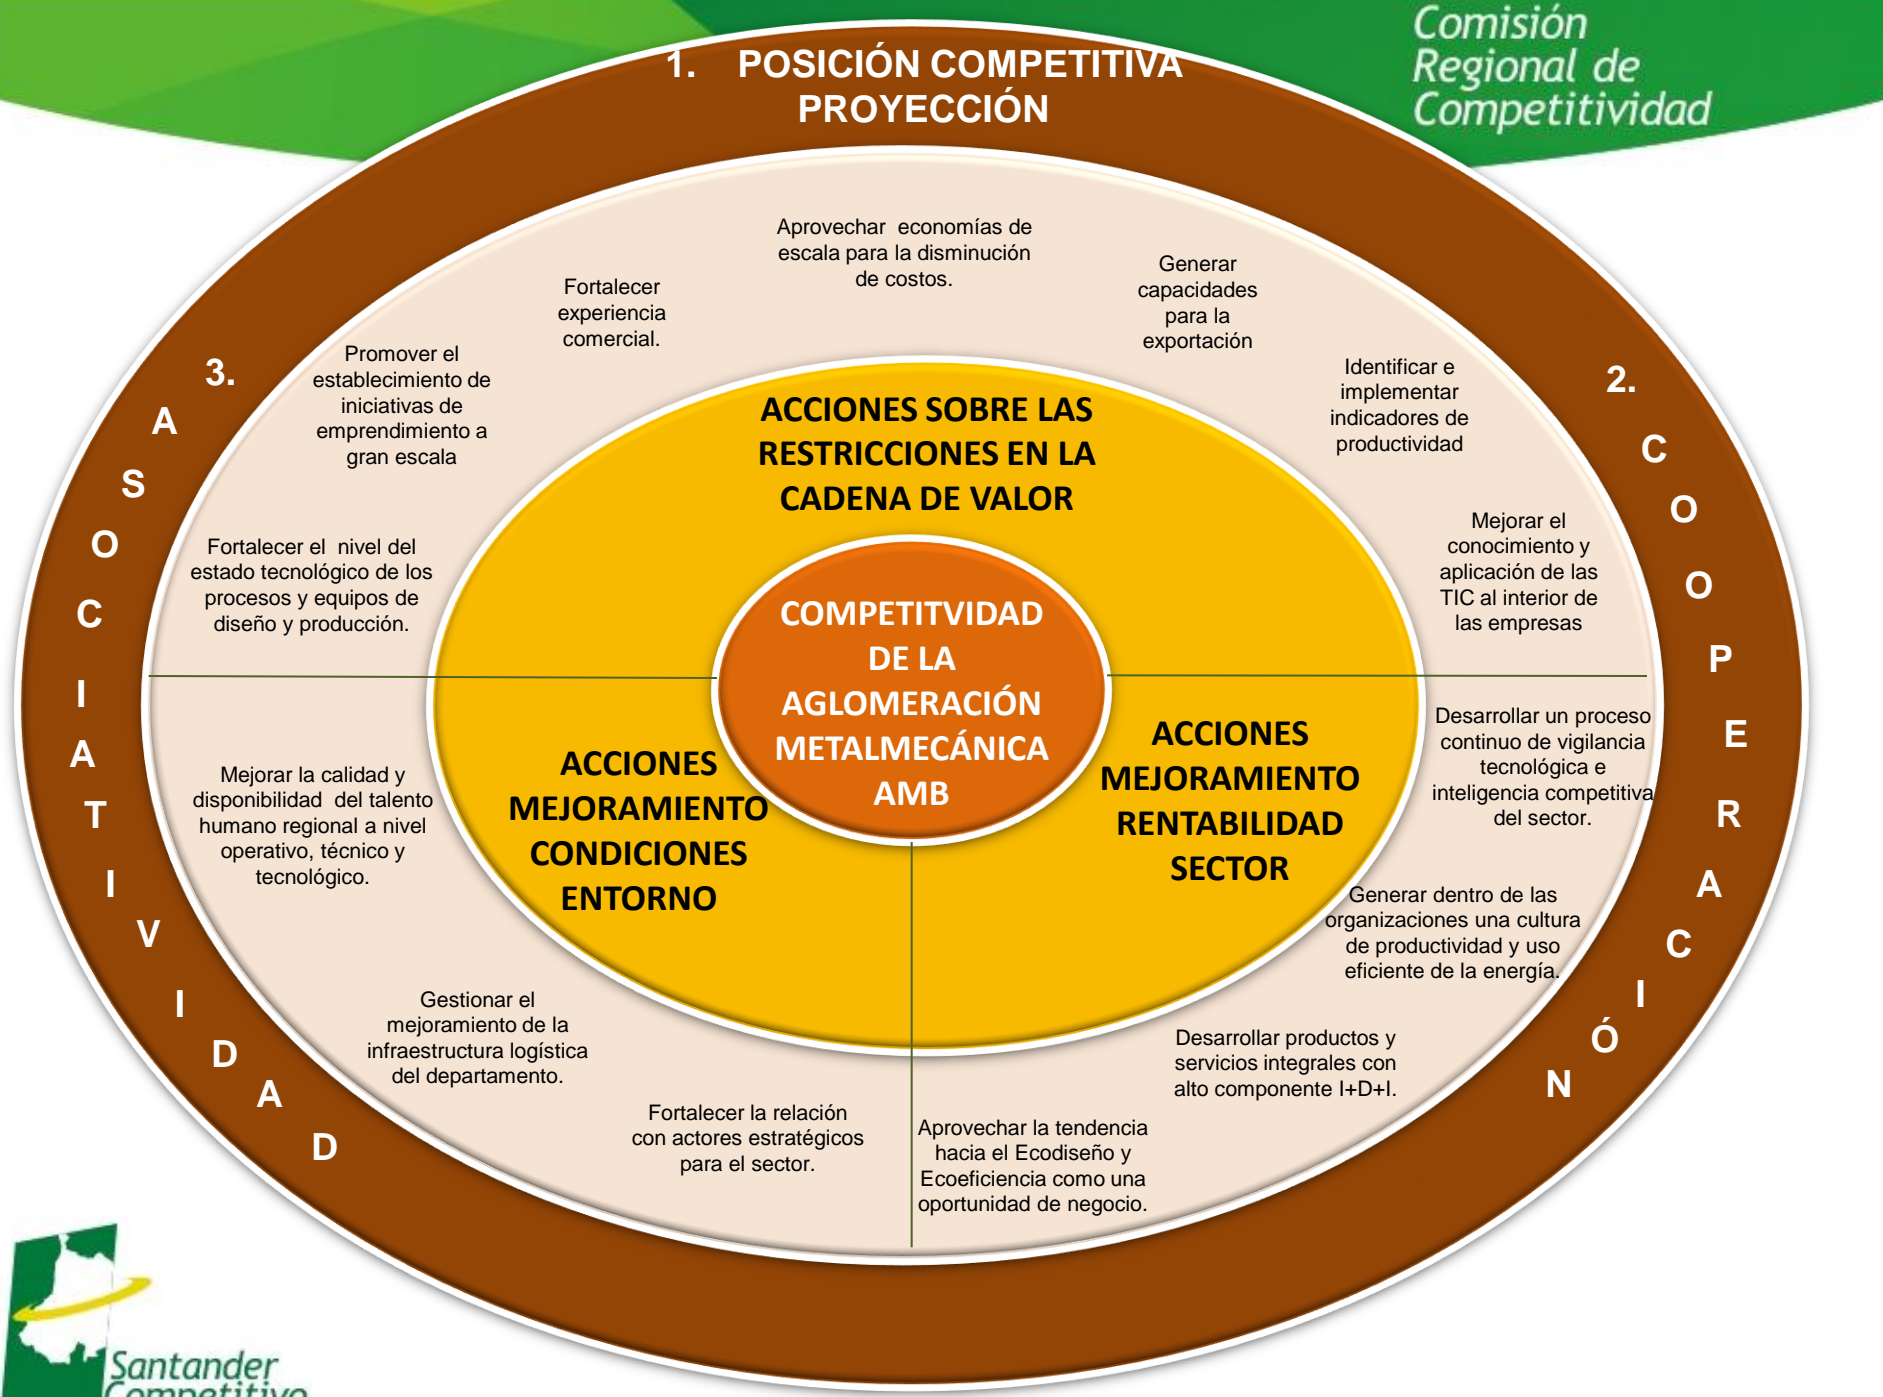 Comisión
Regional de
Competitividad
1. POSICIÓN COMPETITIVA
PROYECCIÓN
2.
COOPERACIÓN
3.
ASOCIATIVIDAD
Aprovechar economías de
escala para la disminución
de costos.
Generar
capacidades
para la
exportación
Identificar e
implementar
indicadores de
productividad
Mejorar el
conocimiento y
aplicación de las
TIC al interior de
las empresas
Fortalecer
experiencia
comercial.
Promover el
establecimiento de
iniciativas de
emprendimiento a
gran escala
Fortalecer el nivel del
estado tecnológico de los
procesos y equipos de
diseño y producción.
ACCIONES SOBRE LAS
RESTRICCIONES EN LA
CADENA DE VALOR
COMPETITVIDAD
DE LA
AGLOMERACIÓN
METALMECÁNICA
AMB
ACCIONES
MEJORAMIENTO
RENTABILIDAD
SECTOR
Desarrollar un proceso
continuo de vigilancia
tecnológica e
inteligencia competitiva
del sector.
Generar dentro de las
organizaciones una cultura
de productividad y uso
eficiente de la energía.
Desarrollar productos y
servicios integrales con
alto componente I+D+I.
Aprovechar la tendencia
hacia el Ecodiseño y
Ecoeficiencia como una
oportunidad de negocio.
ACCIONES
MEJORAMIENTO
CONDICIONES
ENTORNO
Mejorar la calidad y
disponibilidad del talento
humano regional a nivel
operativo, técnico y
tecnológico.
Gestionar el
mejoramiento de la
infraestructura logística
del departamento.
Fortalecer la relación
con actores estratégicos
para el sector.
Santander
Competitivo